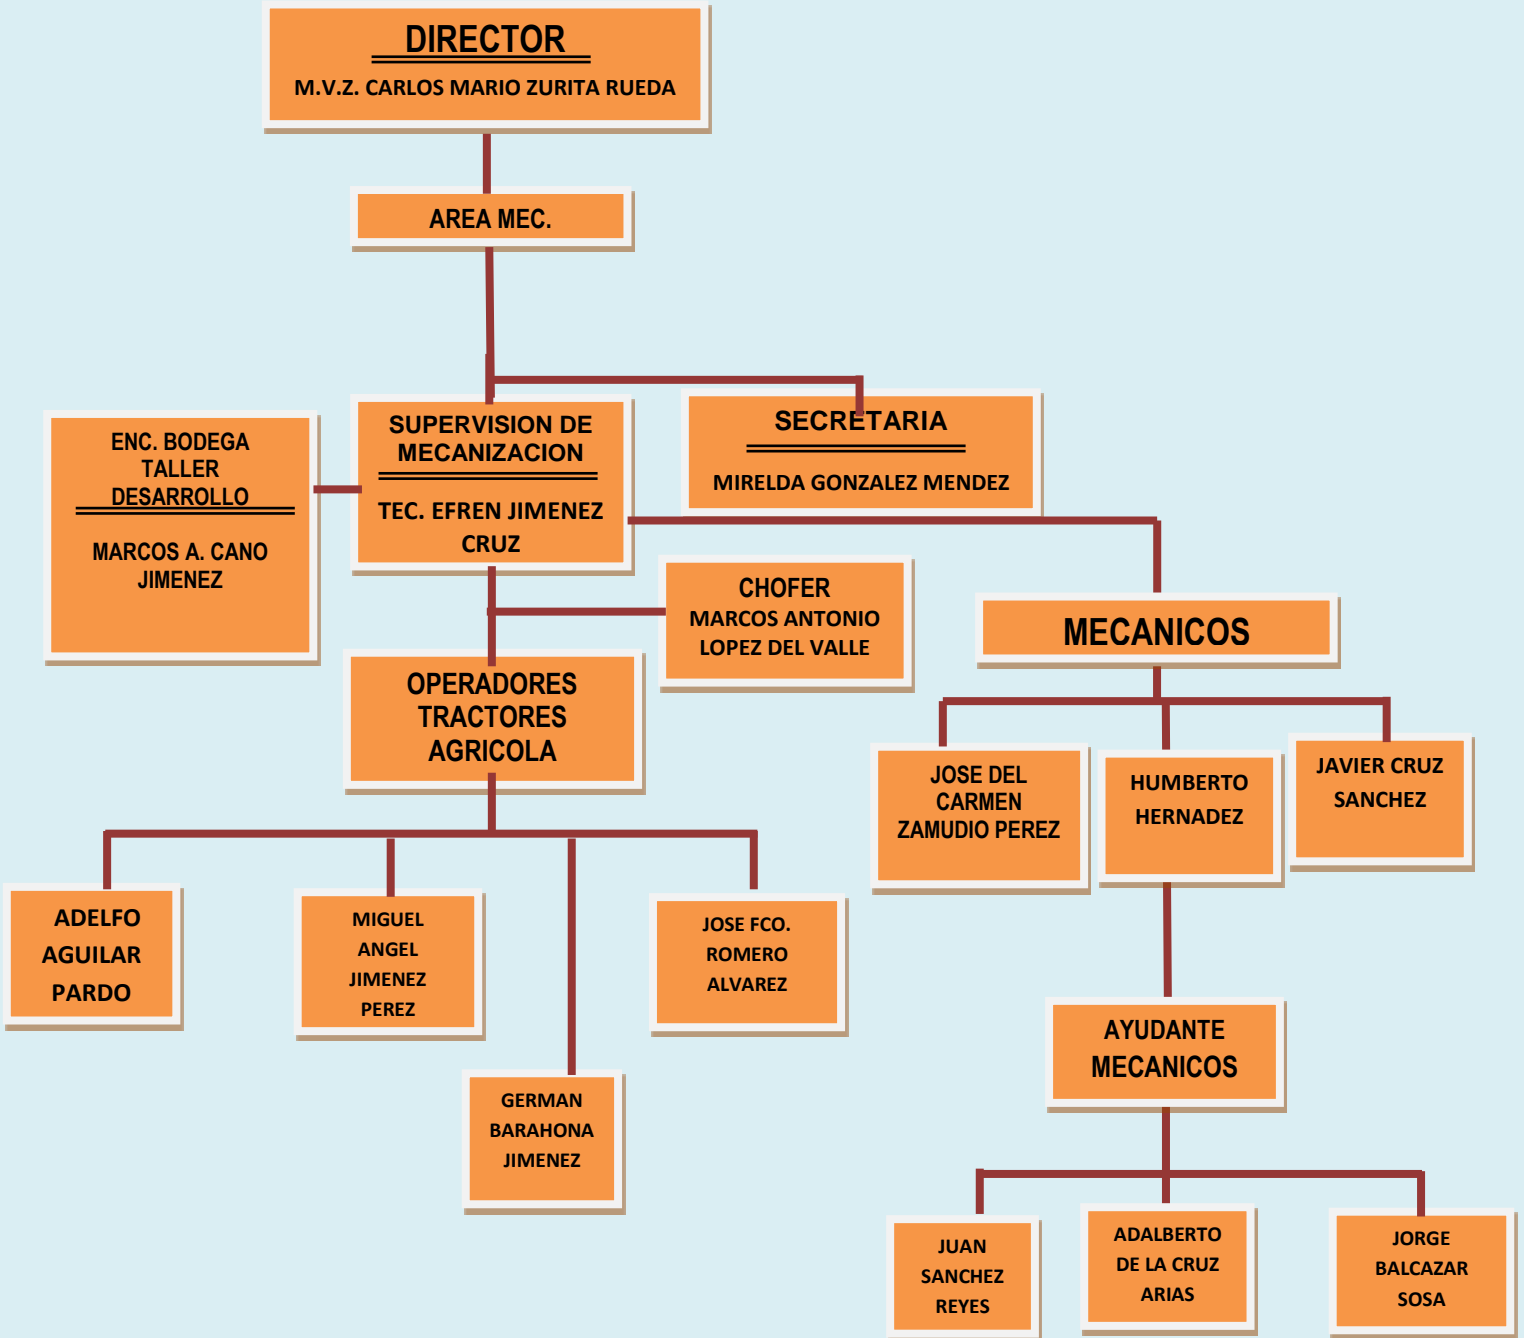 DIRECTOR
M.V.Z. CARLOS MARIO ZURITA RUEDA
AREA MEC.
ENC. BODEGA
TALLER
DESARROLLO
MARCOS A. CANO
JIMENEZ
SUPERVISION DE
MECANIZACION
TEC. EFREN JIMENEZ
CRUZ
SECRETARIA
MIRELDA GONZALEZ MENDEZ
CHOFER
MARCOS ANTONIO
LOPEZ DEL VALLE
MECANICOS
OPERADORES
TRACTORES
AGRICOLA
JOSE DEL
CARMEN
ZAMUDIO PEREZ
HUMBERTO
HERNADEZ
JAVIER CRUZ
SANCHEZ
ADELFO
AGUILAR
PARDO
MIGUEL
ANGEL
JIMENEZ
PEREZ
JOSE FCO.
ROMERO
ALVAREZ
GERMAN
BARAHONA
JIMENEZ
AYUDANTE
MECANICOS
JUAN
SANCHEZ
REYES
ADALBERTO
DE LA CRUZ
ARIAS
JORGE
BALCAZAR
SOSA